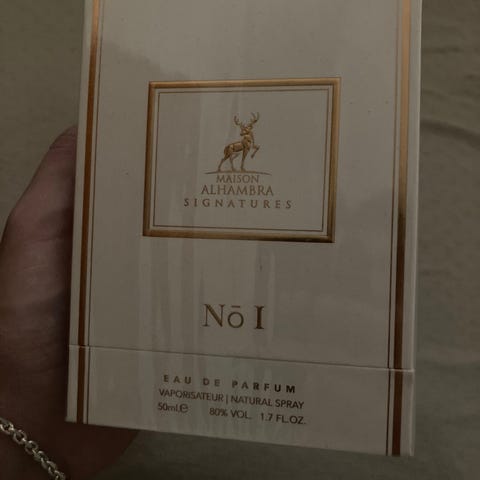 MAISON
ALHAMBRA
SIGNATURES
Nō I
EAU DE PARFUM
VAPORISATEUR | NATURAL SPRAY
50ml.℮ 80% VOL. 1.7 FL.OZ.